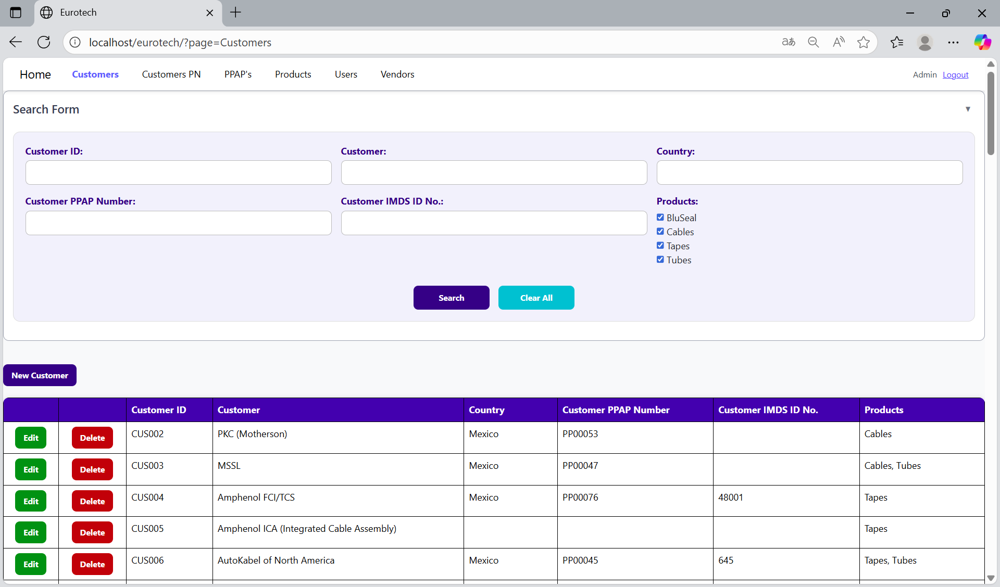 Eurotech
localhost/eurotech/?page=Customers
Home Customers Customers PN PPAP's Products Users Vendors Admin Logout
Search Form
Customer ID: Customer: Country:
Customer PPAP Number: Customer IMDS ID No.: Products:
BluSeal
Cables
Tapes
Tubes
Search Clear All
New Customer
Customer ID Customer Country Customer PPAP Number Customer IMDS ID No. Products
Edit Delete CUS002 PKC (Motherson) Mexico PP00053 Cables
Edit Delete CUS003 MSSL Mexico PP00047 Cables, Tubes
Edit Delete CUS004 Amphenol FCI/TCS Mexico PP00076 48001 Tapes
Edit Delete CUS005 Amphenol ICA (Integrated Cable Assembly) Tapes
Edit Delete CUS006 AutoKabel of North America Mexico PP00045 645 Tapes, Tubes